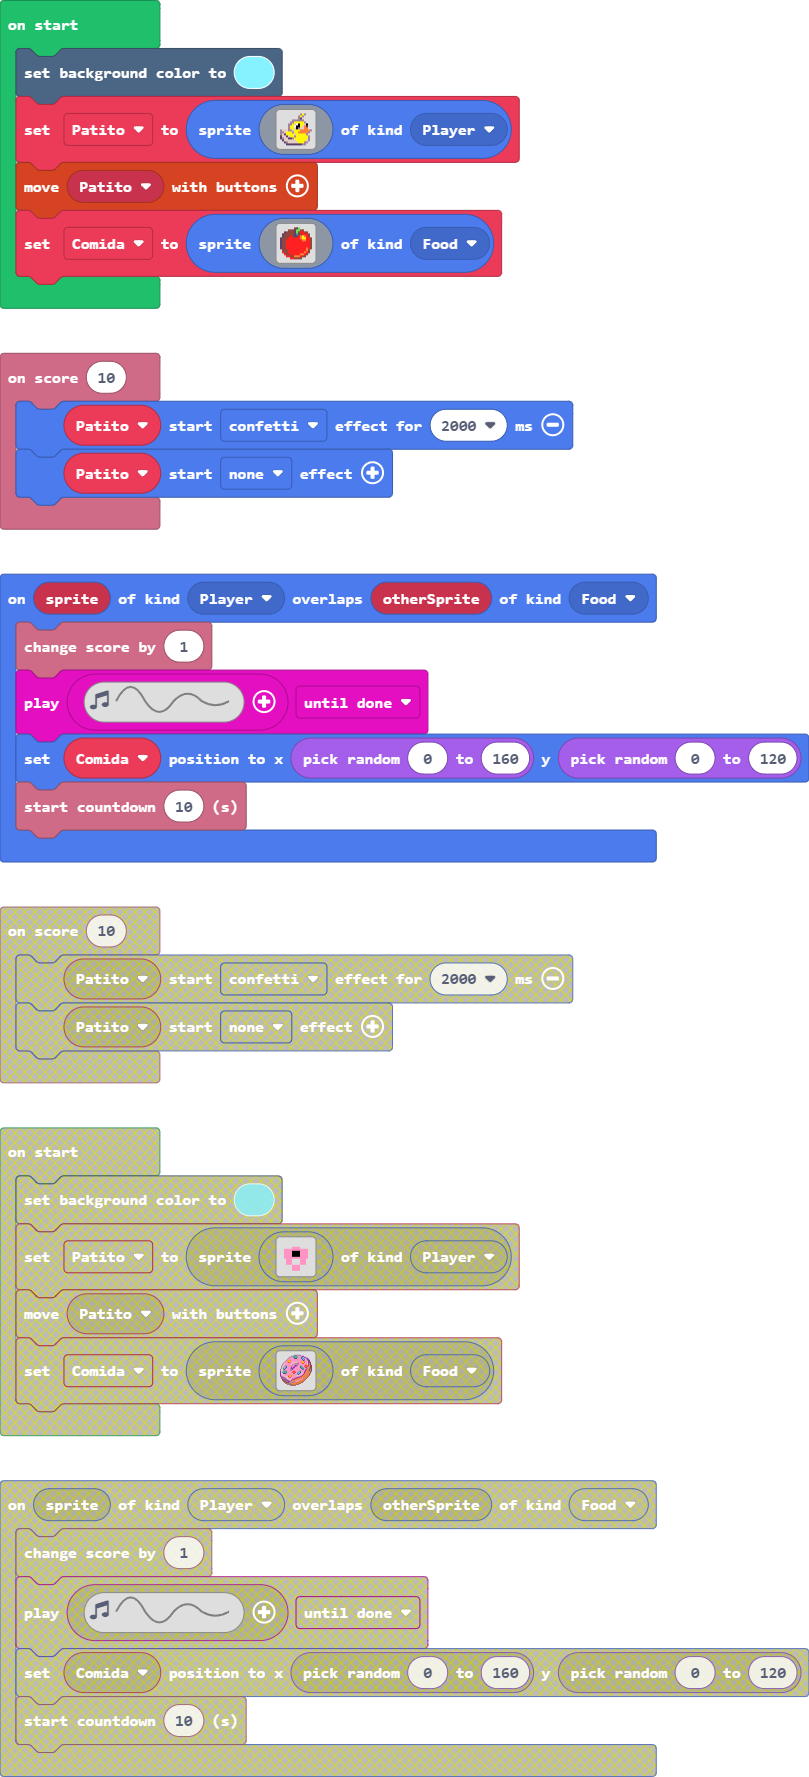 on start
set background color to
set Patito to sprite of kind Player
move Patito with buttons
set Comida to sprite of kind Food
on score 10
Patito start confetti effect for 2000 ms
Patito start none effect
on sprite of kind Player overlaps otherSprite of kind Food
change score by 1
play until done
set Comida position to x pick random 0 to 160 y pick random 0 to 120
start countdown 10 (s)
on score 10
Patito start confetti effect for 2000 ms
Patito start none effect
on start
set background color to
set Patito to sprite of kind Player
move Patito with buttons
set Comida to sprite of kind Food
on sprite of kind Player overlaps otherSprite of kind Food
change score by 1
play until done
set Comida position to x pick random 0 to 160 y pick random 0 to 120
start countdown 10 (s)